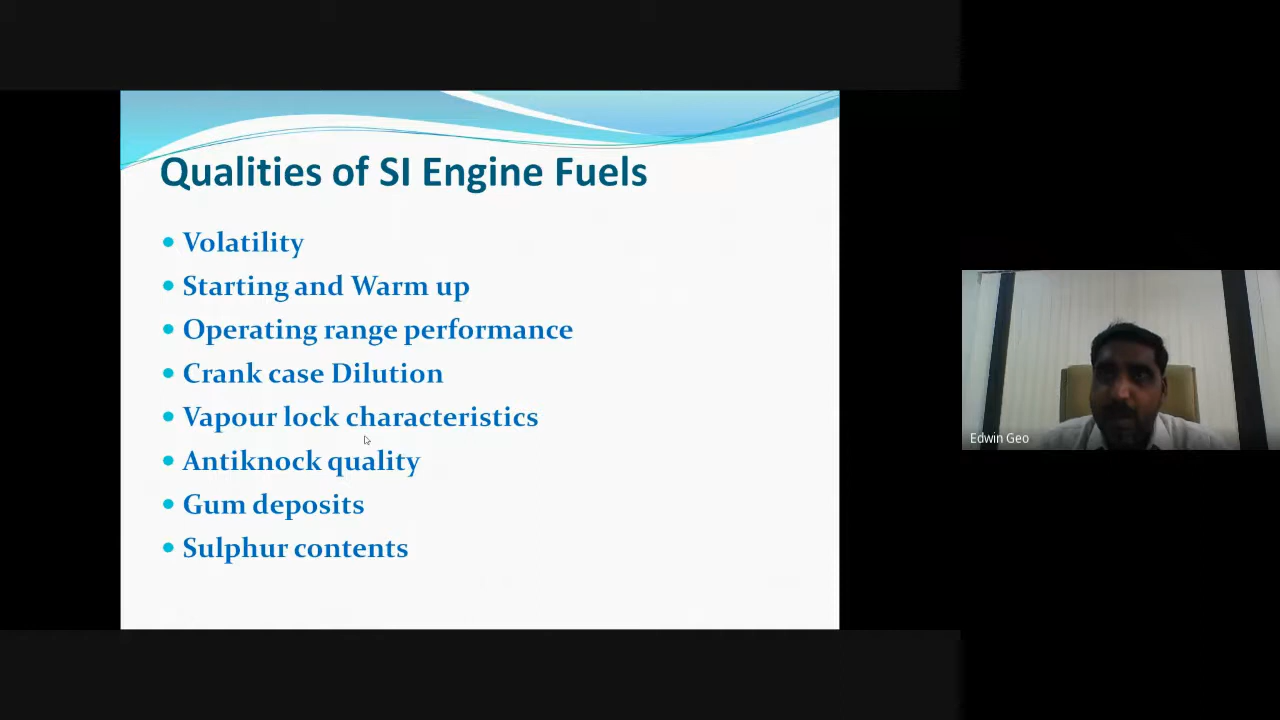 Qualities of SI Engine Fuels
Volatility
Starting and Warm up
Operating range performance
Crank case Dilution
Vapour lock characteristics
Antiknock quality
Gum deposits
Sulphur contents
Edwin Geo